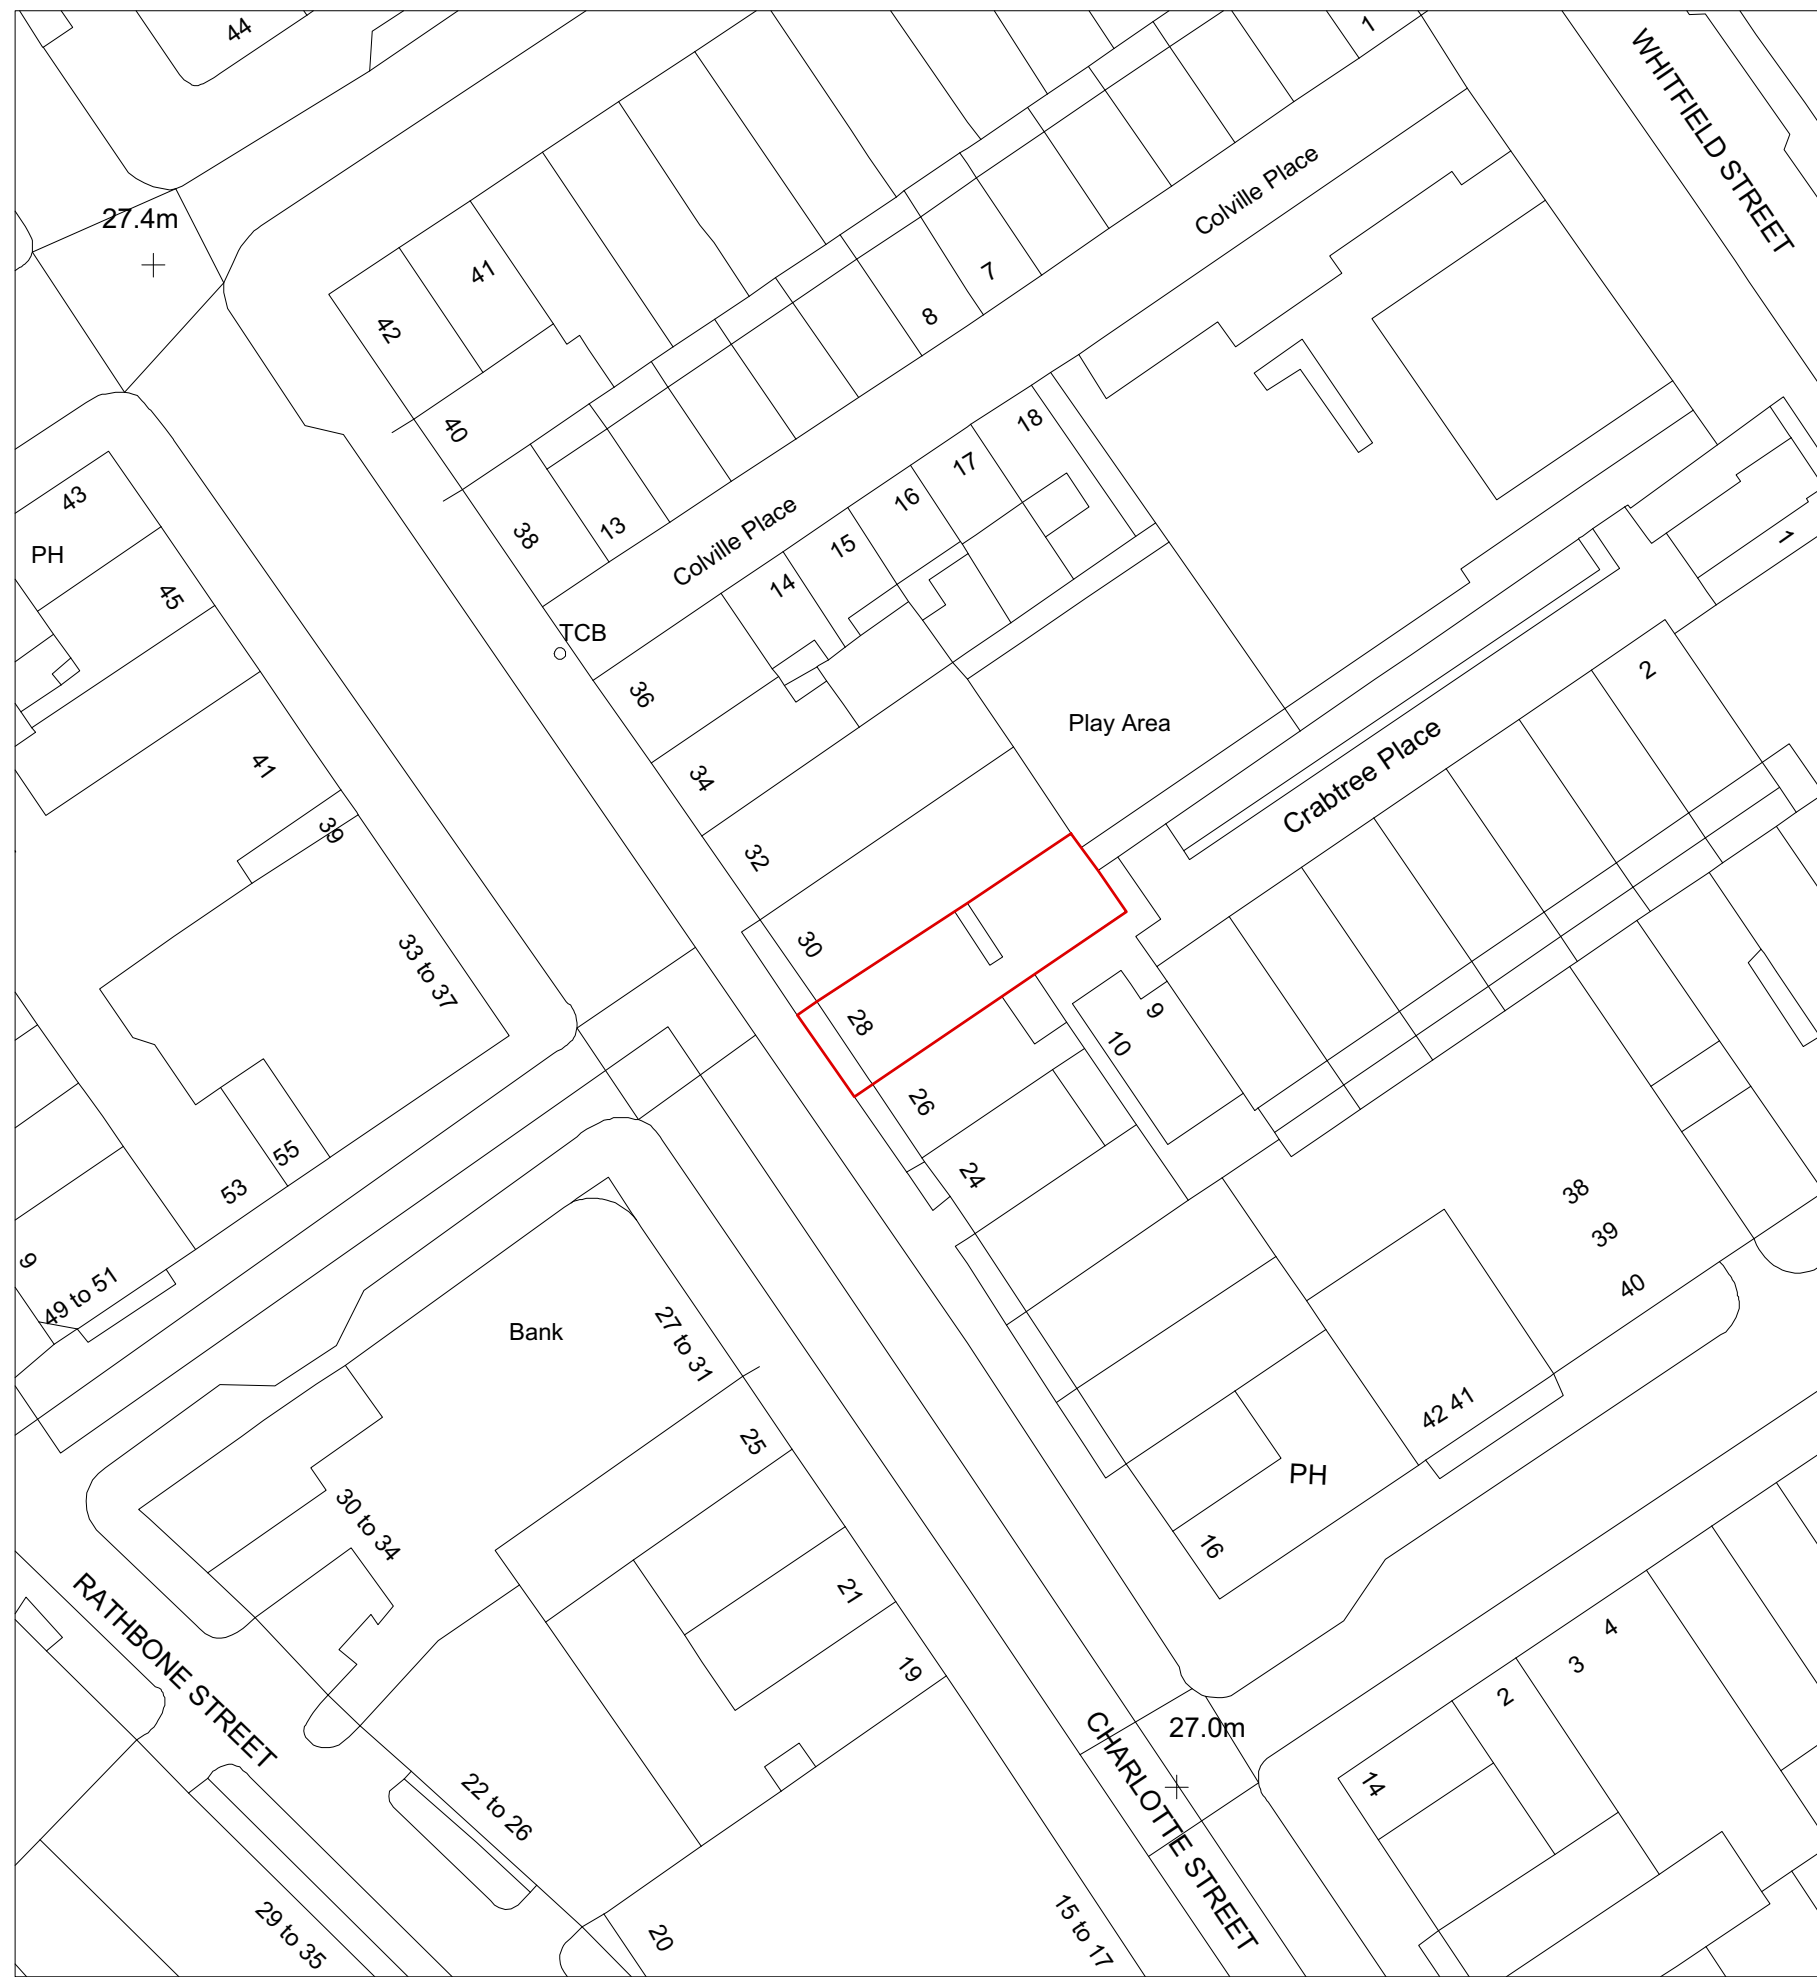 44
1
WHITFIELD STREET
27.4m
Colville Place
41
42
7
8
40
18
17
16
15
14
43
PH
38
13
Colville Place
45
TCB
36
1
2
Play Area
Crabtree Place
41
34
39
32
30
33 to 37
28
9
10
26
55
53
24
38
39
40
9
49 to 51
Bank
27 to 31
42 41
25
PH
30 to 34
16
21
RATHBONE STREET
19
4
3
2
CHARLOTTE STREET
27.0m
14
22 to 26
29 to 35
20
15 to 17